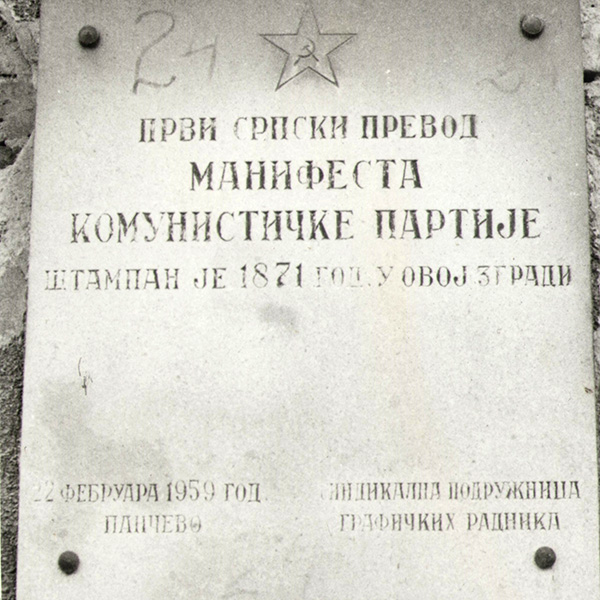 24
ПРВИ СРПСКИ ПРЕВОД
МАНИФЕСТА
КОМУНИСТИЧКЕ ПАРТИЈЕ
ШТАМПАН ЈЕ 1871 ГОД. У ОВОЈ ЗГРАДИ
22 ФЕБРУАРА 1959 ГОД.
ПАНЧЕВО
СИНДИКАЛНА ПОДРУЖНИЦА
ГРАФИЧКИХ РАДНИКА